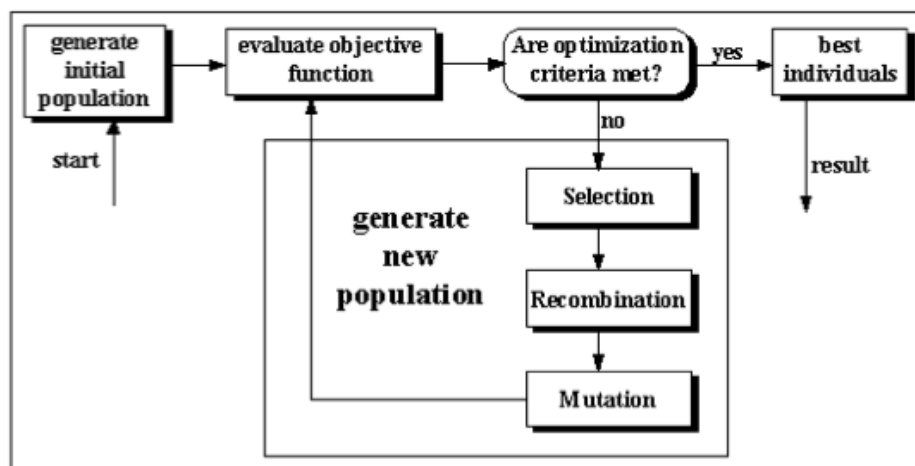 generate
initial
population
evaluate objective
function
Are optimization
criteria met?
yes
best
individuals
start
no
result
generate
new
population
Selection
Recombination
Mutation